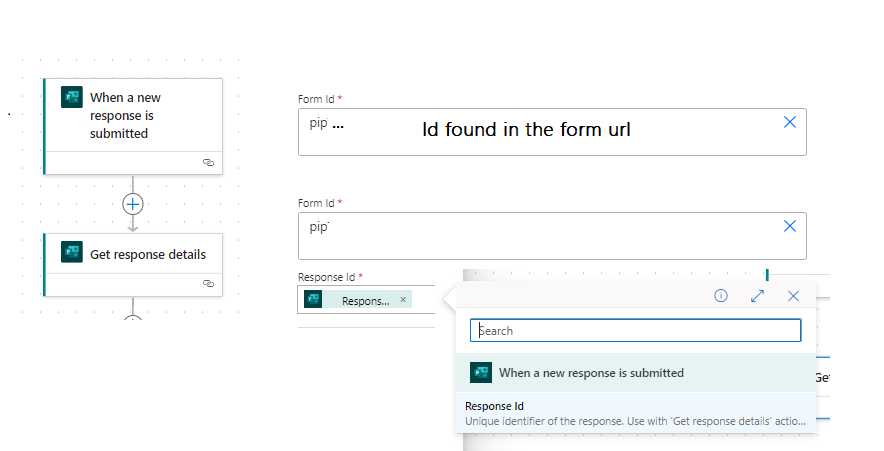 When a new
response is
submitted
Get response details
Form Id *
pip ...
Id found in the form url
Form Id *
pip
Response Id *
Respons... ×
Search
When a new response is submitted
Response Id
Unique identifier of the response. Use with 'Get response details' actio...